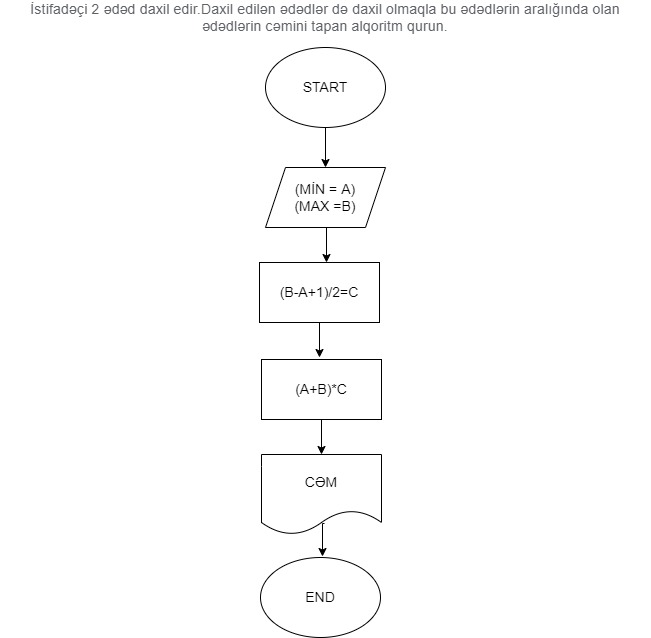 İstifadəçi 2 ədəd daxil edir.Daxil edilən ədədlər də daxil olmaqla bu ədədlərin aralığında olan
ədədlərin cəmini tapan alqoritm qurun.
START
(MİN = A)
(MAX =B)
(B-A+1)/2=C
(A+B)*C
CƏM
END